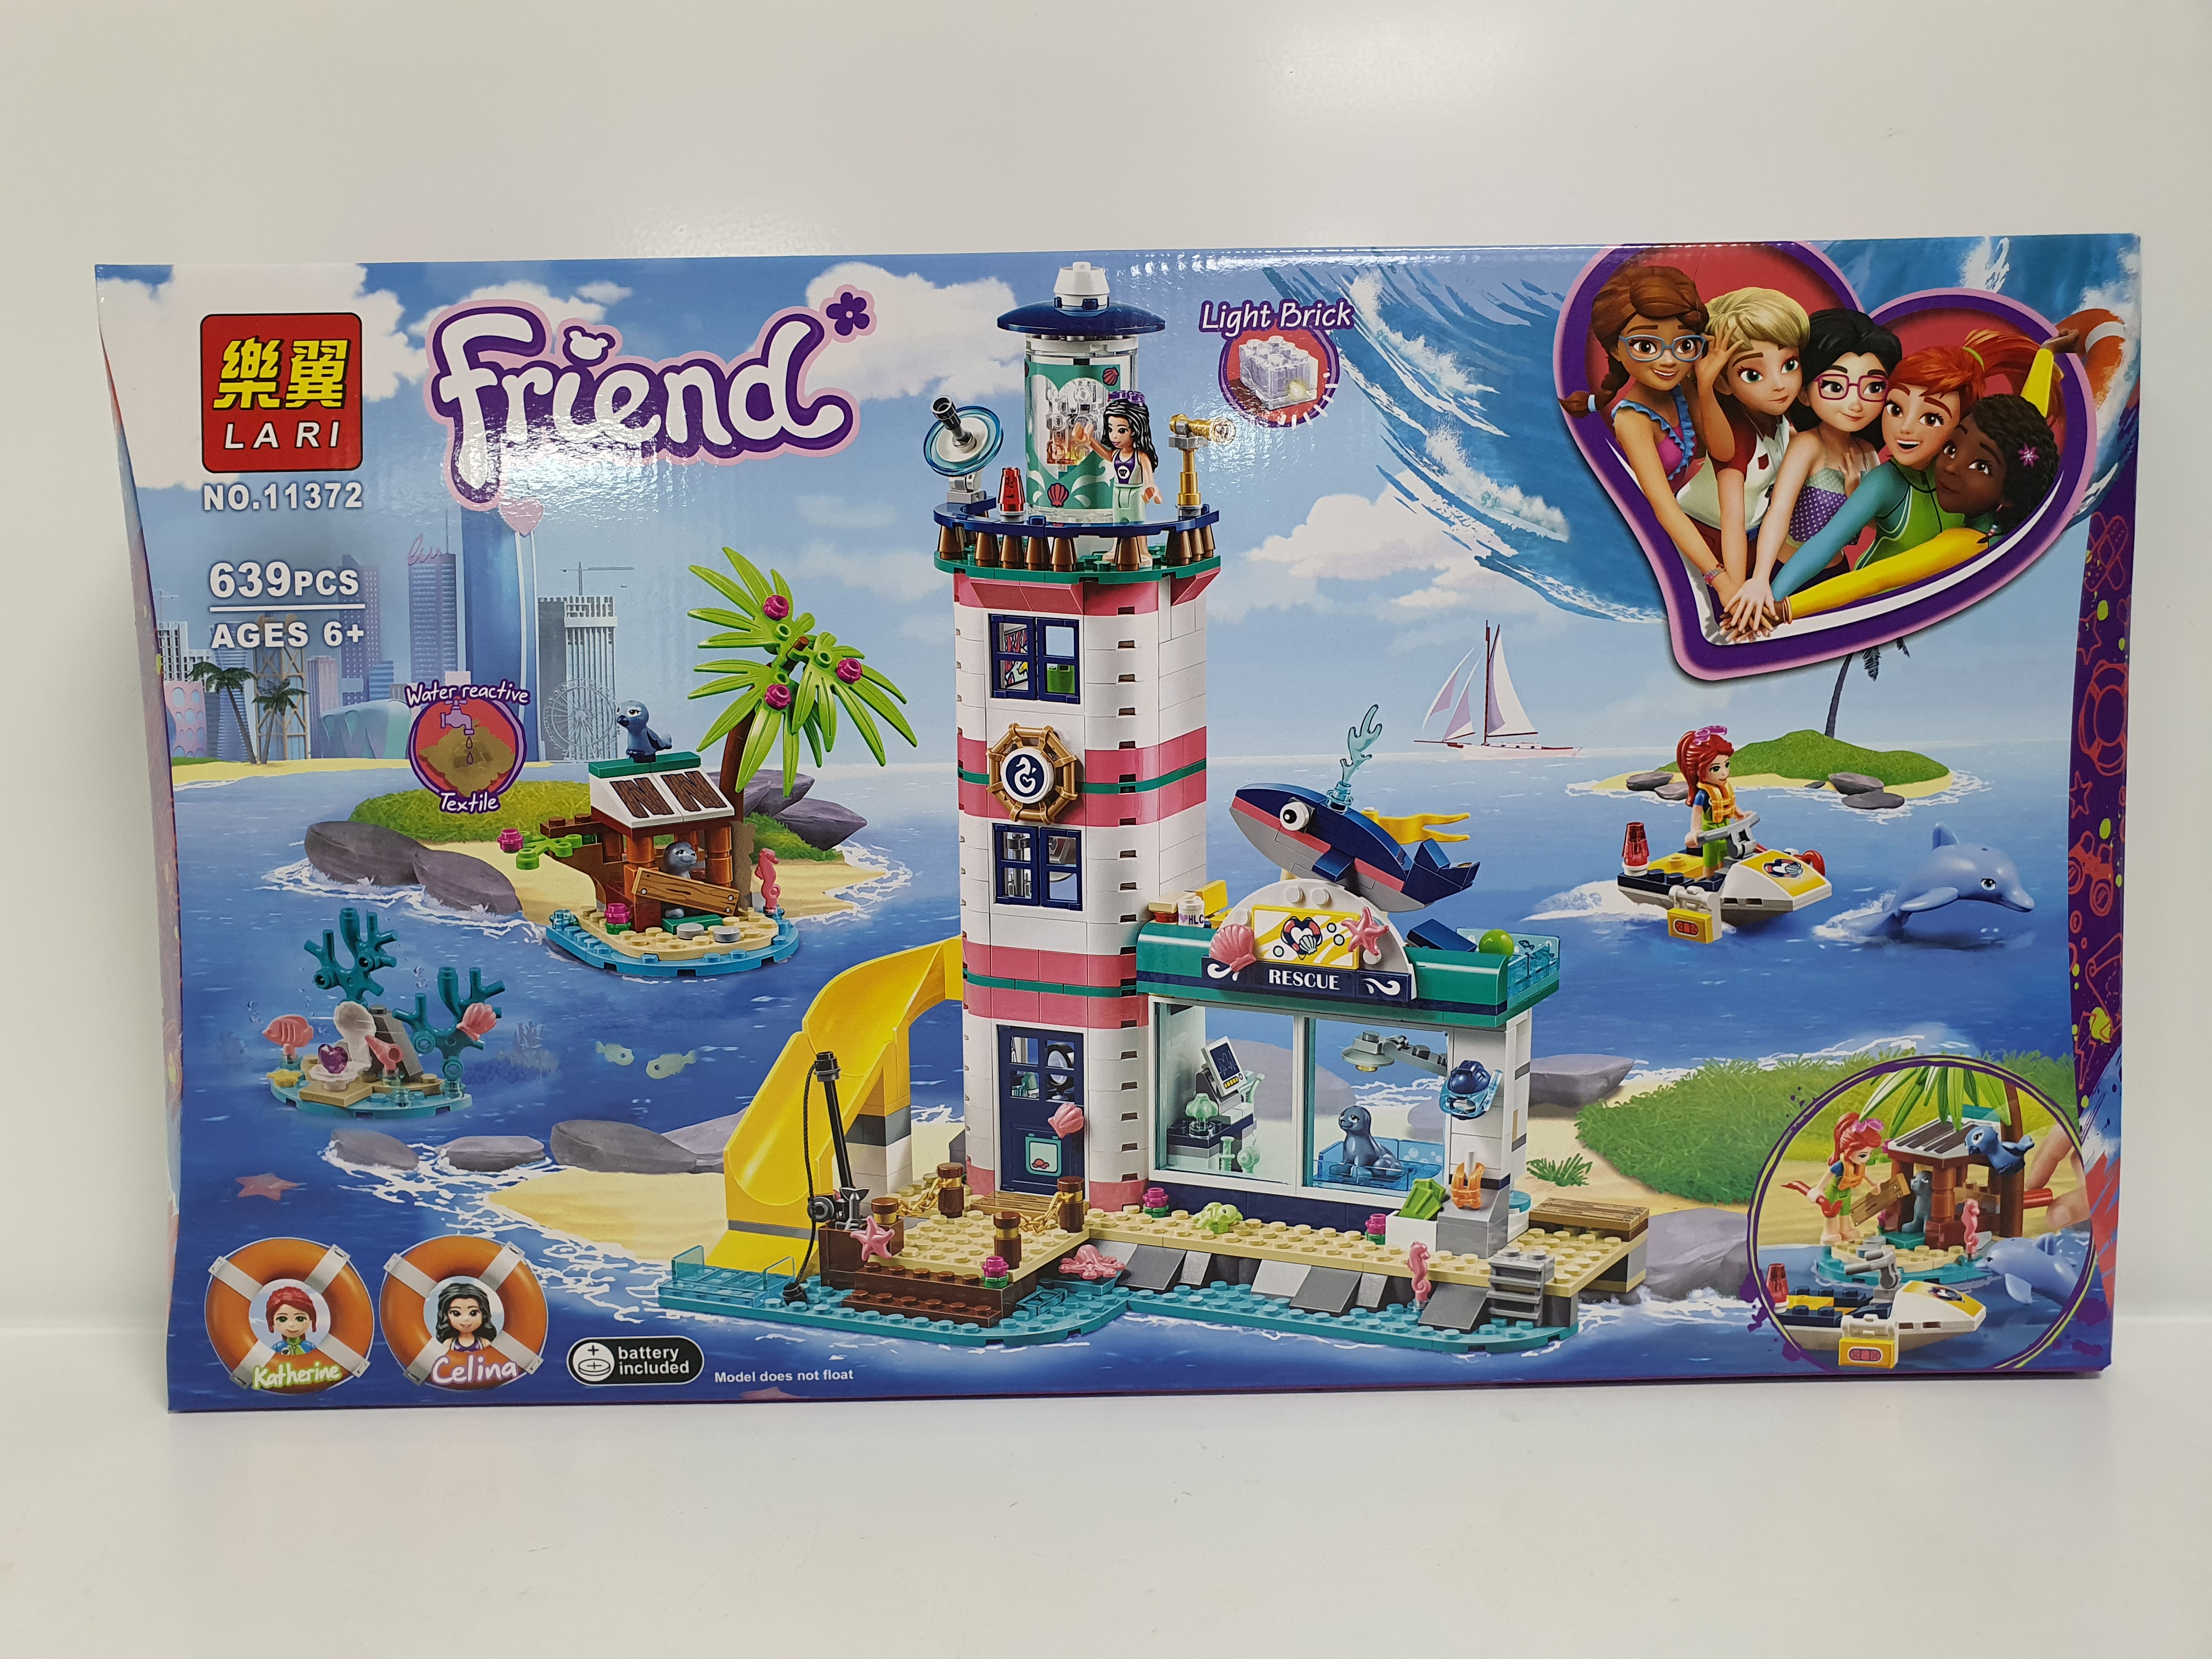 樂翼
LARI
NO.11372
639PCS
AGES 6+
friend
Light Brick
Water reactive
Textile
HLC
RESCUE
Katherine
Celina
battery
included
Model does not float